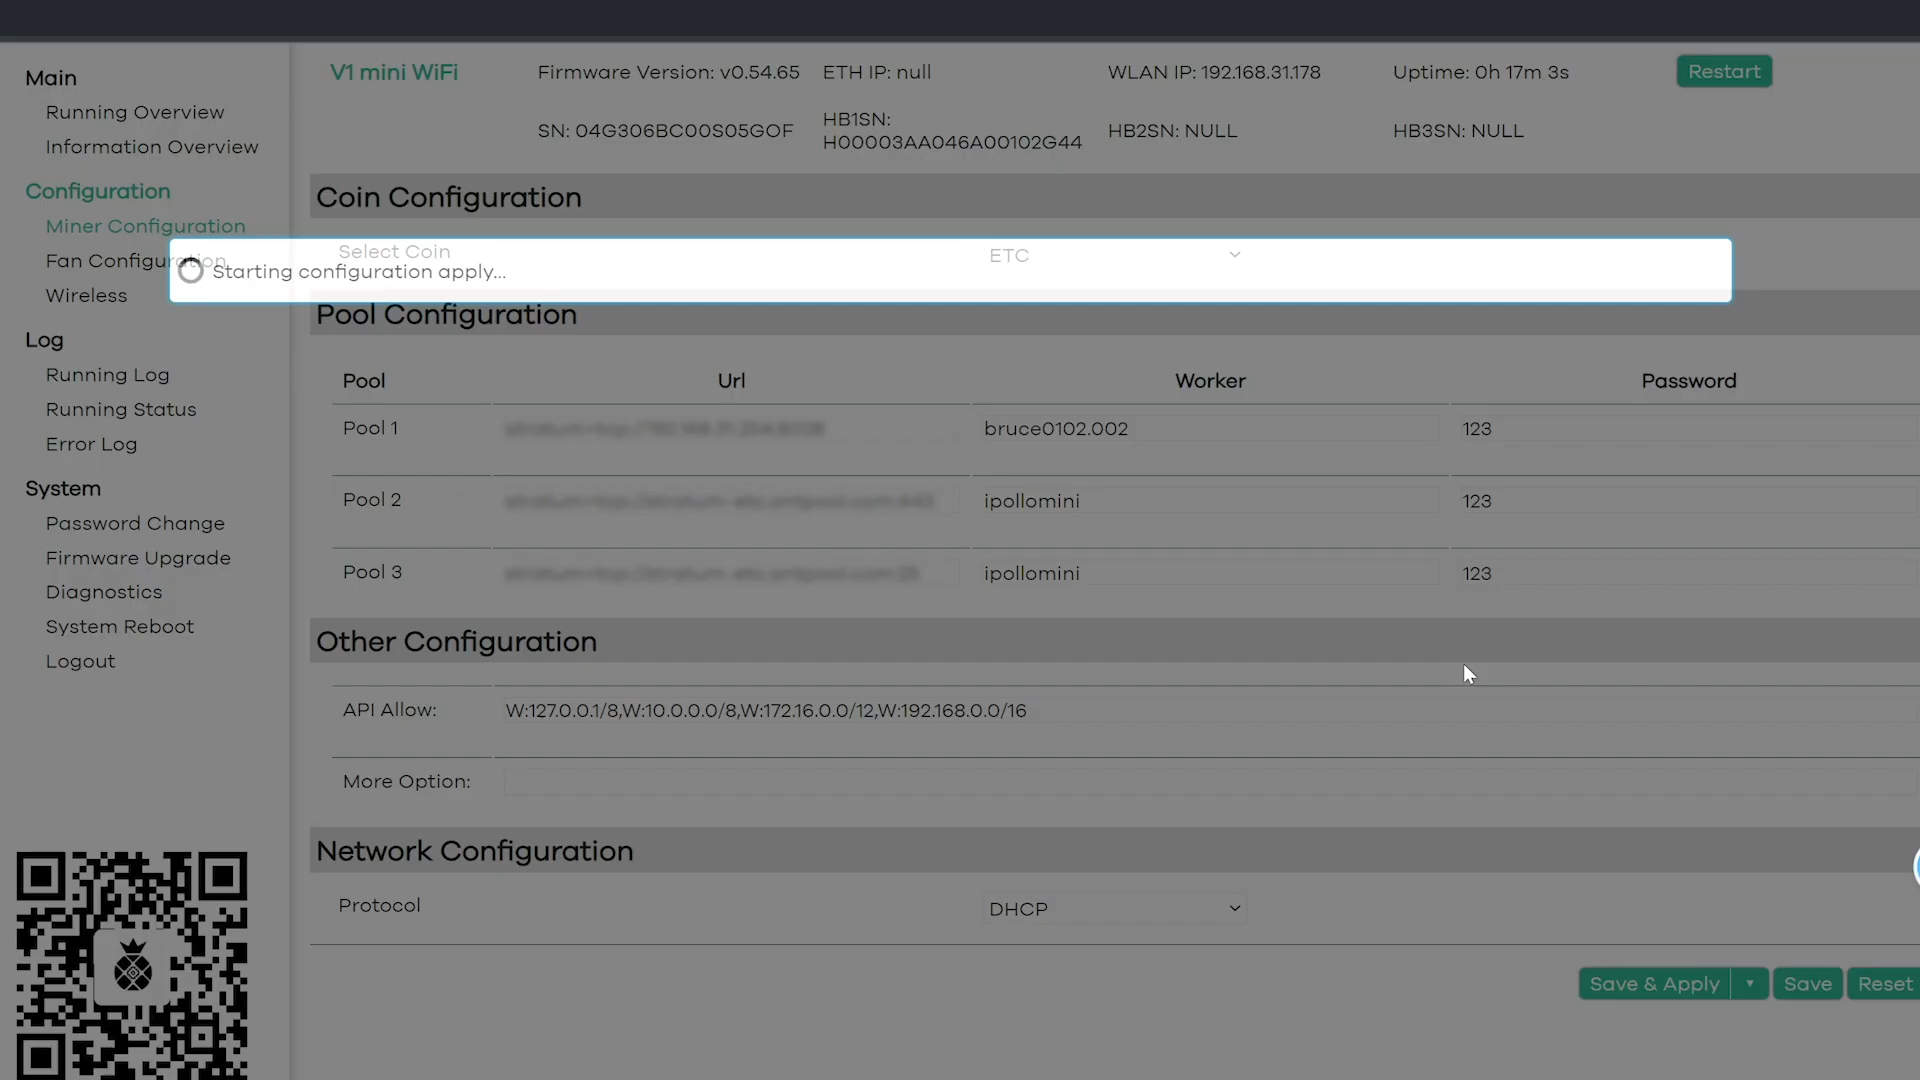 Main
Running Overview
Information Overview
Configuration
Miner Configuration
Fan Configuration
Wireless
Log
Running Log
Running Status
Error Log
System
Password Change
Firmware Upgrade
Diagnostics
System Reboot
Logout
V1 mini WiFi
Firmware Version: v0.54.65
ETH IP: null
WLAN IP: 192.168.31.178
Uptime: 0h 17m 3s
Restart
SN: 04G306BC00S05GOF
HB1SN:
H00003AA046A00102G44
HB2SN: NULL
HB3SN: NULL
Coin Configuration
Select Coin
ETC
Starting configuration apply...
Pool Configuration
Pool Url Worker Password
Pool 1 bruce0102.002 123
Pool 2 ipollomini 123
Pool 3 ipollomini 123
Other Configuration
API Allow: W:127.0.0.1/8,W:10.0.0.0/8,W:172.16.0.0/12,W:192.168.0.0/16
More Option:
Network Configuration
Protocol DHCP
Save & Apply Save Reset